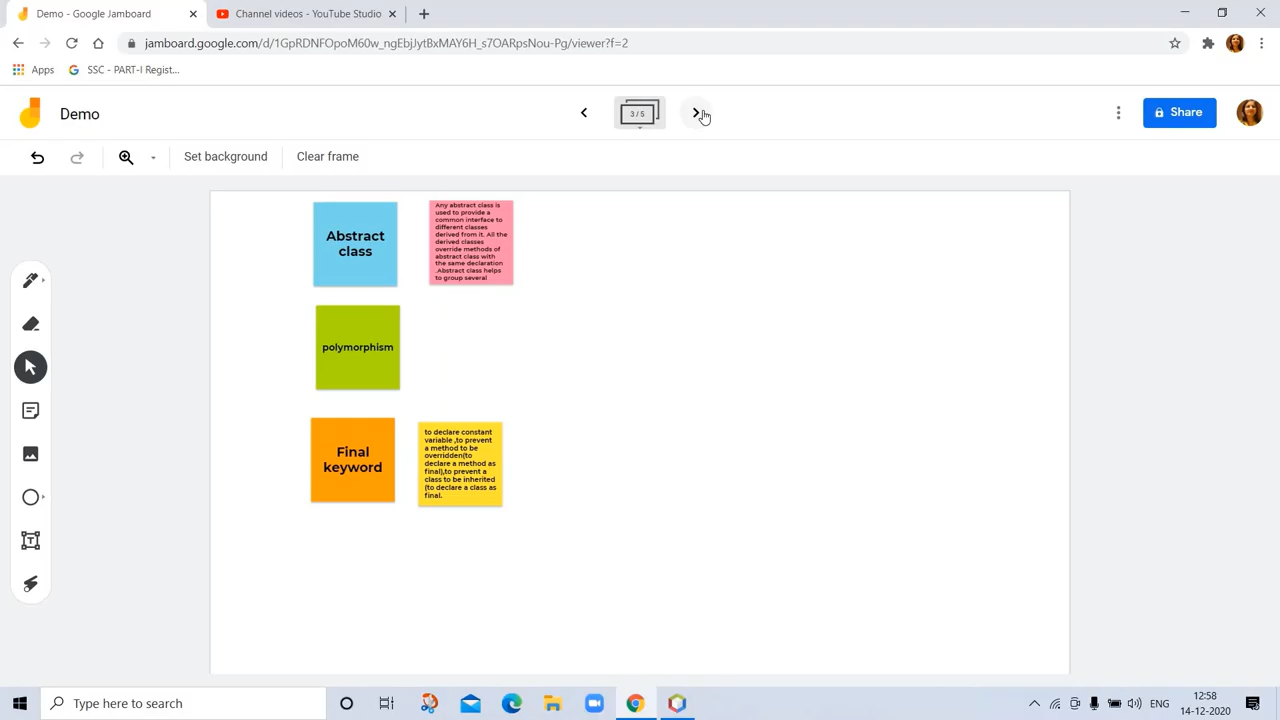 Demo - Google Jamboard
Channel videos - YouTube Studio
jamboard.google.com/d/1GpRDNFOpoM60w_ngEbjJytBxMAY6H_s7OARpsNou-Pg/viewer?f=2
Apps
SSC - PART-I Regist...
Demo
3 / 5
Share
Set background
Clear frame
Abstract
class
Any abstract class is
used to provide a
common interface to
different classes
derived from it. All the
derived classes
override methods of
abstract class with
the same declaration
.Abstract class helps
to group several
polymorphism
Final
keyword
to declare constant
variable ,to prevent
a method to be
overridden(to
declare a method as
final),to prevent a
class to be inherited
(to declare a class as
final.
Type here to search
ENG
12:58
14-12-2020